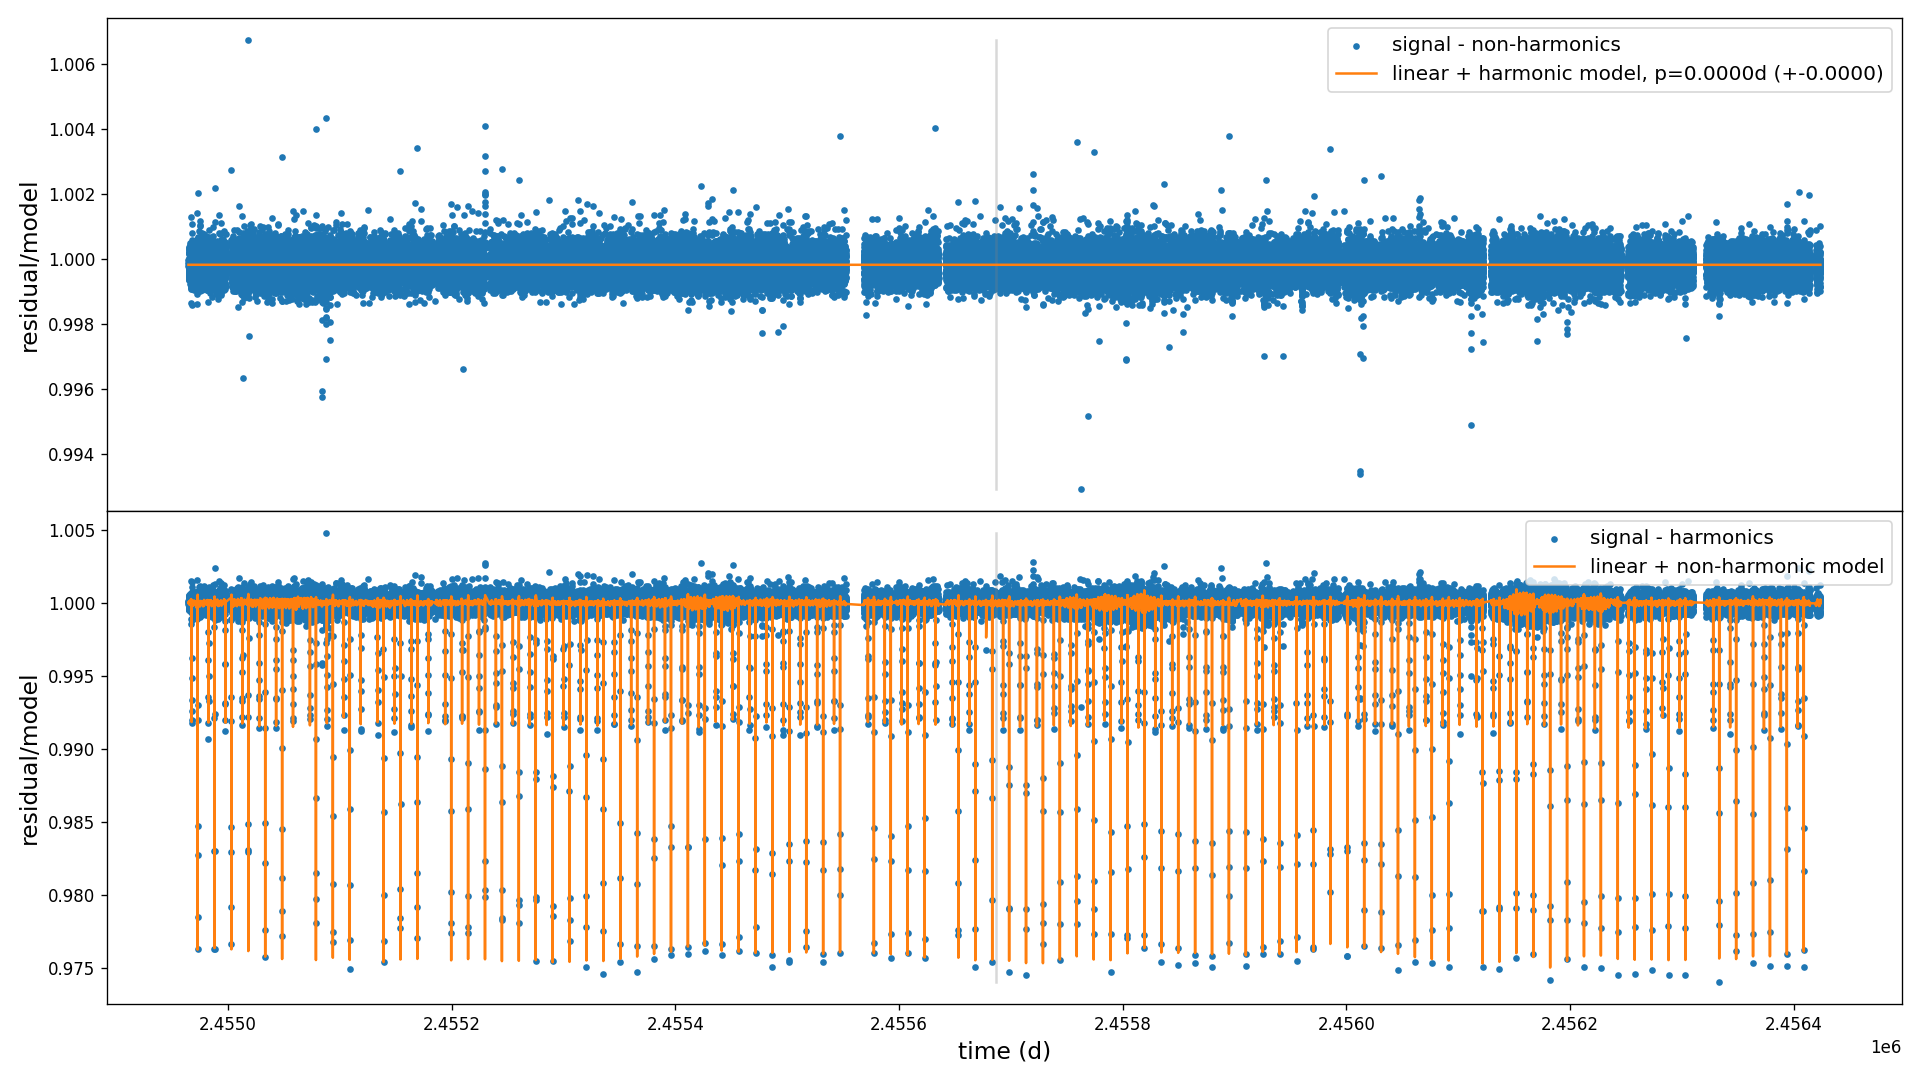 signal - non-harmonics
linear + harmonic model, p=0.0000d (+-0.0000)
residual/model
1.006
1.004
1.002
1.000
0.998
0.996
0.994
signal - harmonics
linear + non-harmonic model
residual/model
1.005
1.000
0.995
0.990
0.985
0.980
0.975
2.4550
2.4552
2.4554
2.4556
2.4558
2.4560
2.4562
2.4564
1e6
time (d)